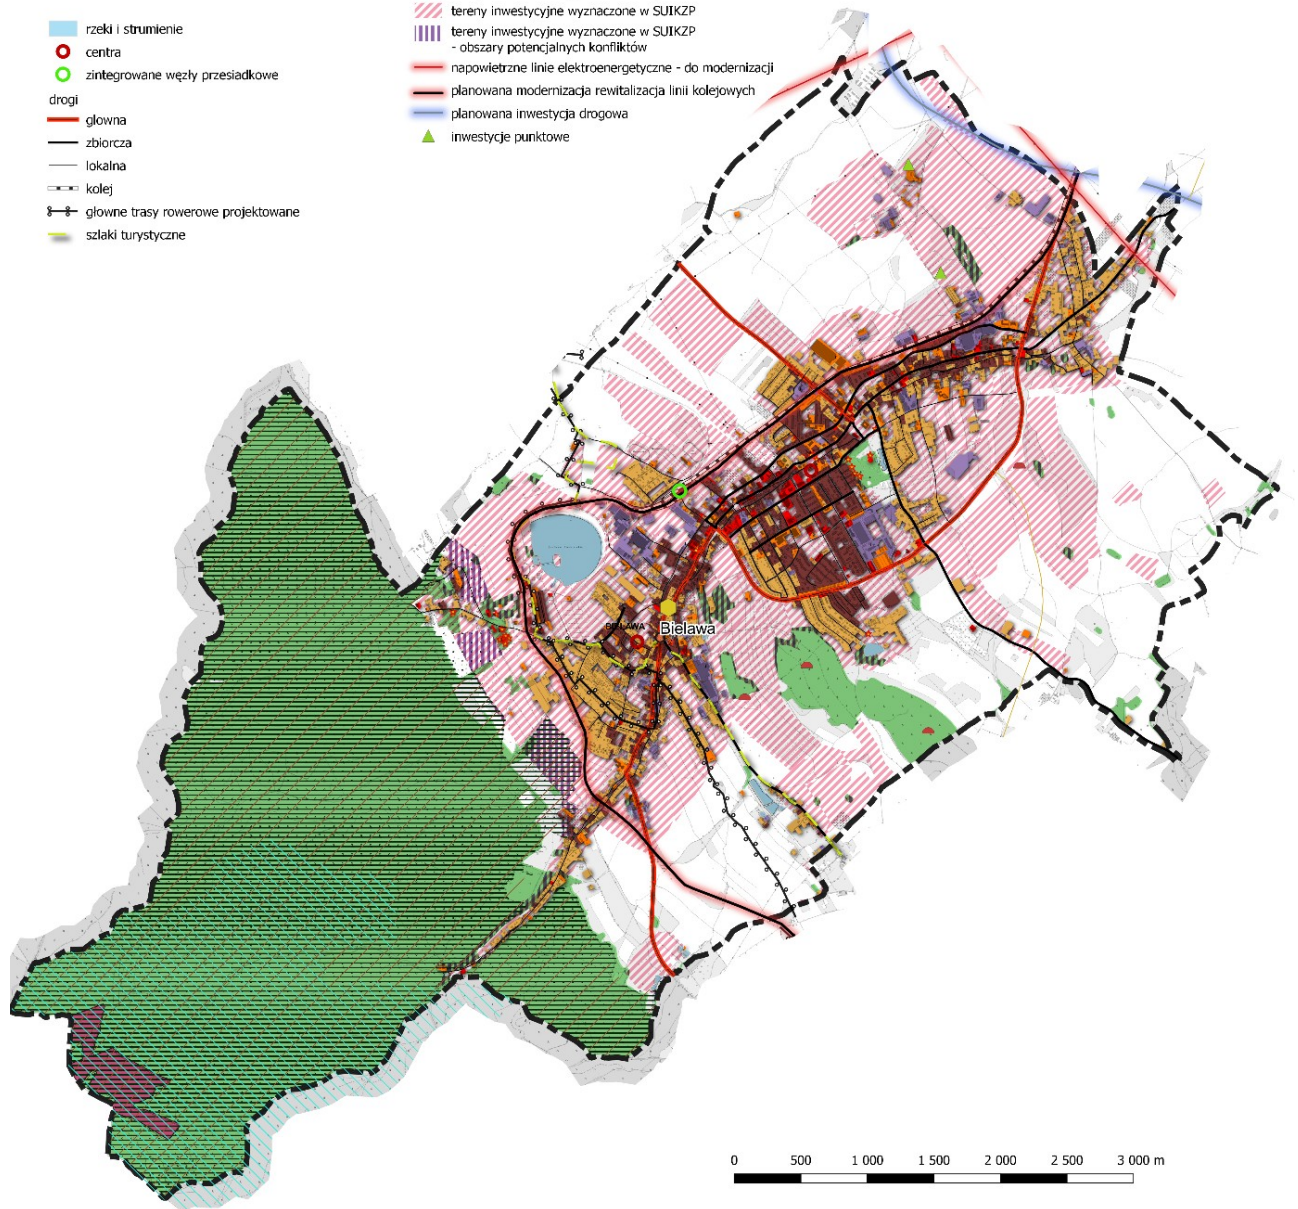 rzeki i strumienie
centra
zintegrowane węzły przesiadkowe
drogi
głowna
zbiorcza
lokalna
kolej
głowne trasy rowerowe projektowane
szlaki turystyczne
tereny inwestycyjne wyznaczone w SUIKZP
tereny inwestycyjne wyznaczone w SUIKZP
- obszary potencjalnych konfliktów
napowietrzne linie elektroenergetyczne - do modernizacji
planowana modernizacja rewitalizacja linii kolejowych
planowana inwestycja drogowa
inwestycje punktowe
BIELAWA
Bielawa
0 500 1 000 1 500 2 000 2 500 3 000 m